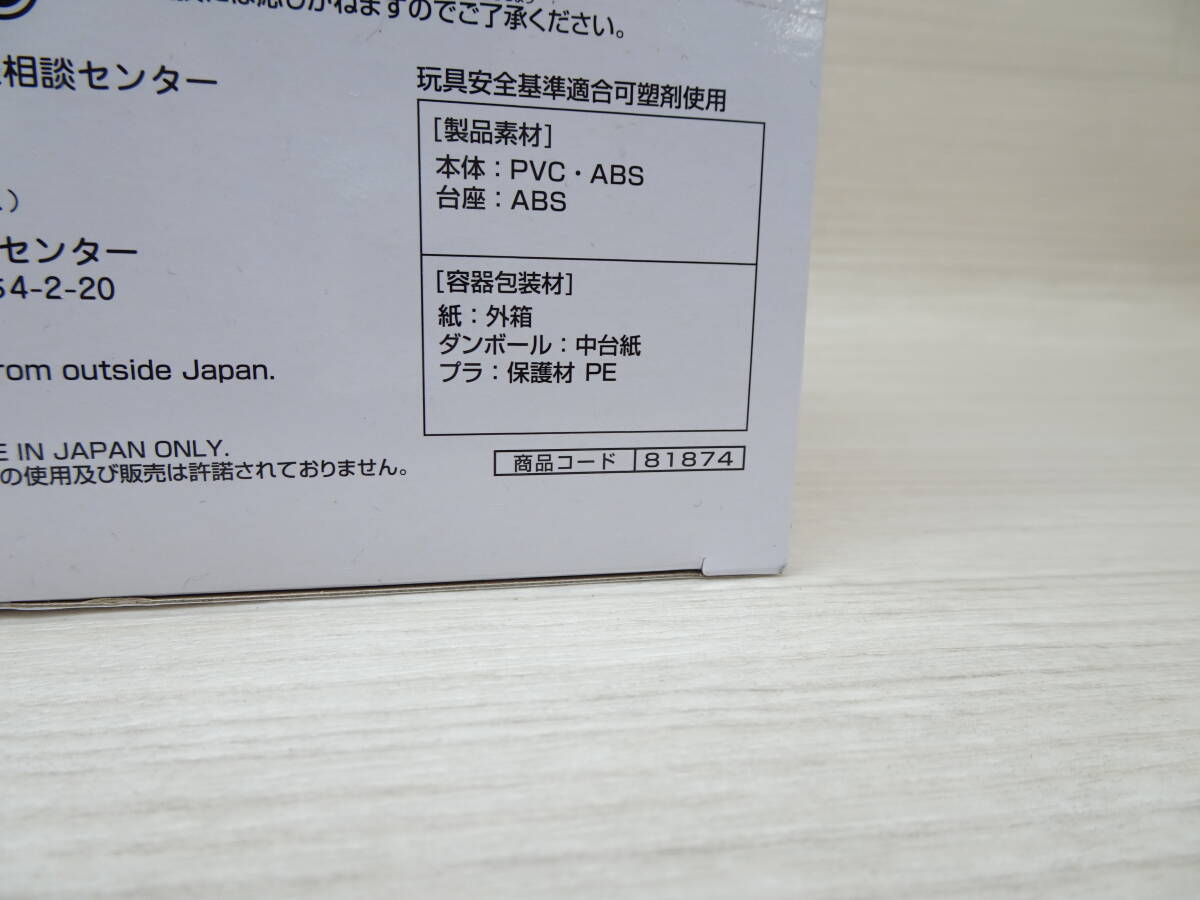 かねますのでご了承ください。
相談センター
センター
4-2-20
rom outside Japan.
E IN JAPAN ONLY.
の使用及び販売は許諾されておりません。
玩具安全基準適合可塑剤使用
[製品素材]
本体：PVC・ABS
台座：ABS
[容器包装材]
紙：外箱
ダンボール：中台紙
プラ：保護材 PE
商品コード 81874